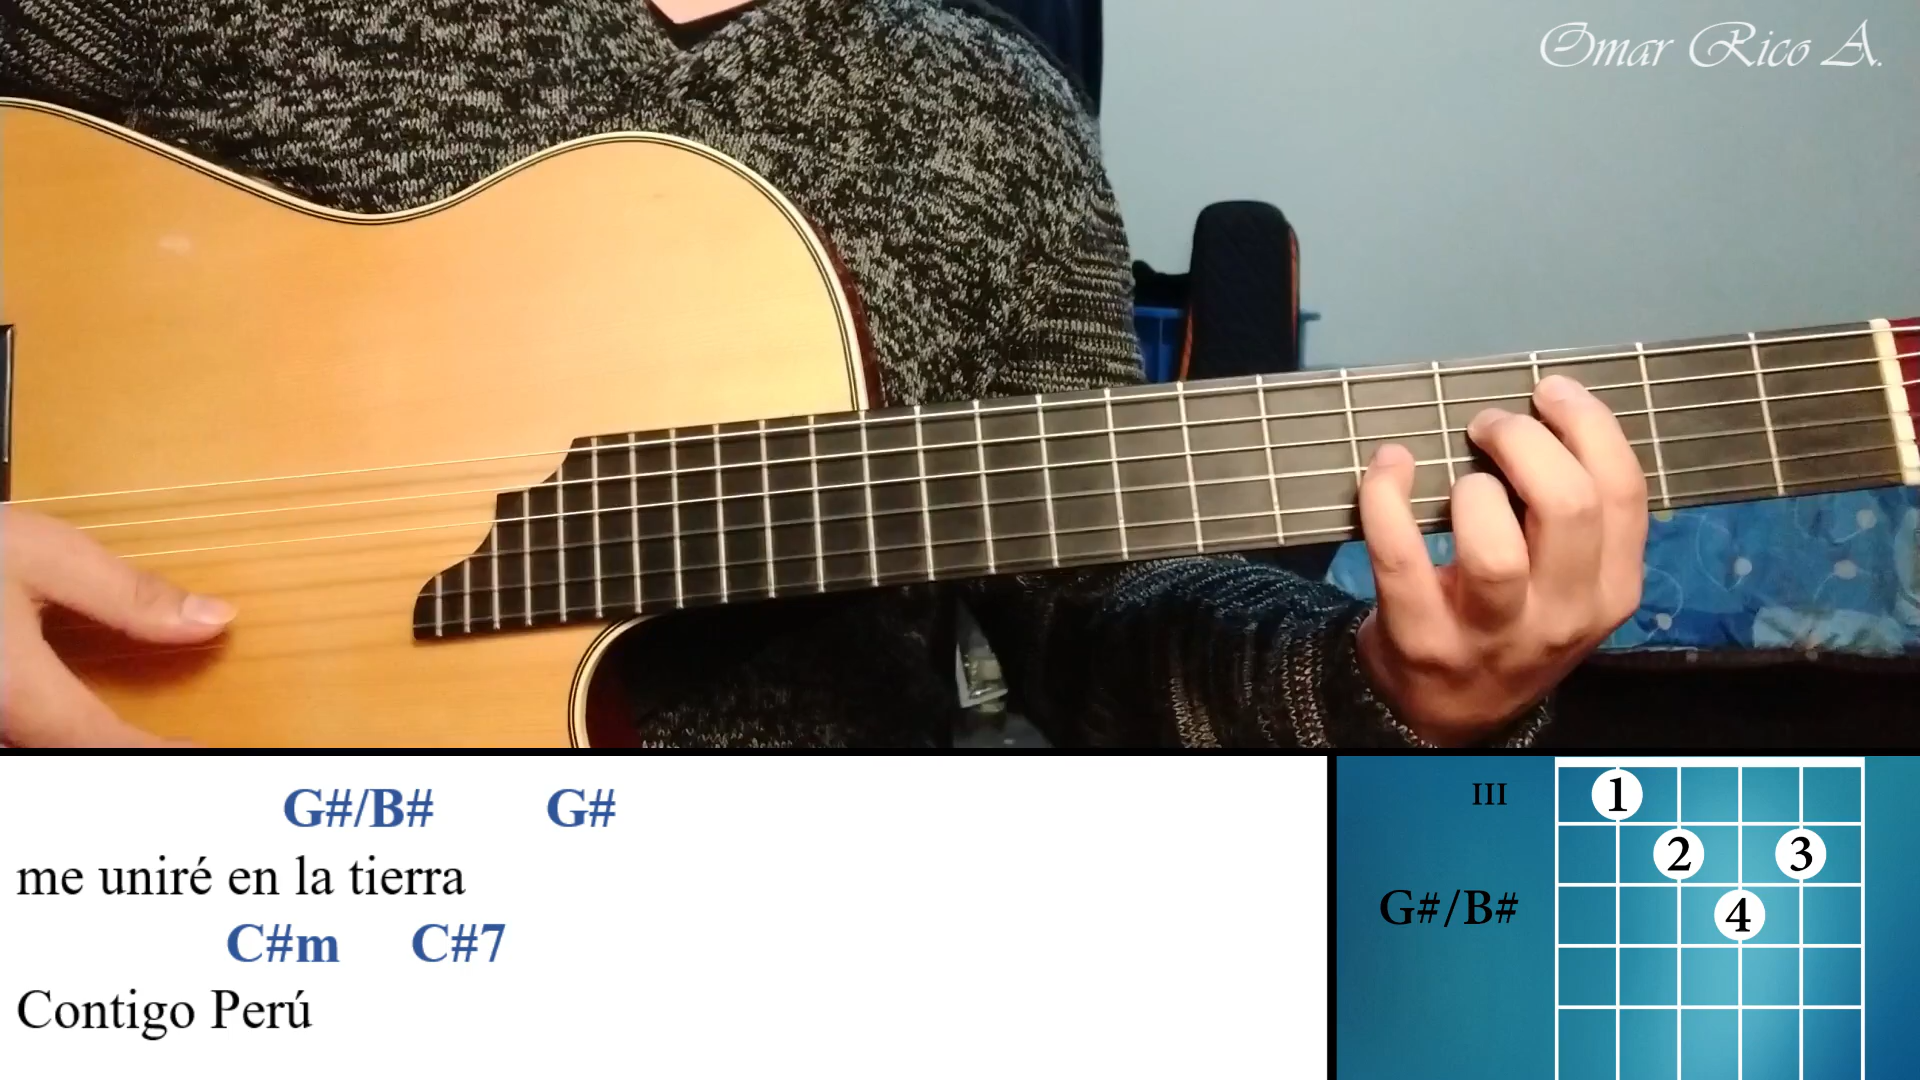 Omar Rico A.
G#/B# G#
me uniré en la tierra
C#m C#7
Contigo Perú
III
G#/B#
1
2 3
4